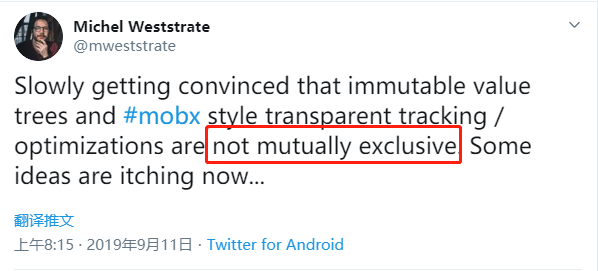 Michel Weststrate
@mweststrate
Slowly getting convinced that immutable value
trees and #mobx style transparent tracking /
optimizations are not mutually exclusive. Some
ideas are itching now...
翻译推文
上午8:15 · 2019年9月11日 · Twitter for Android